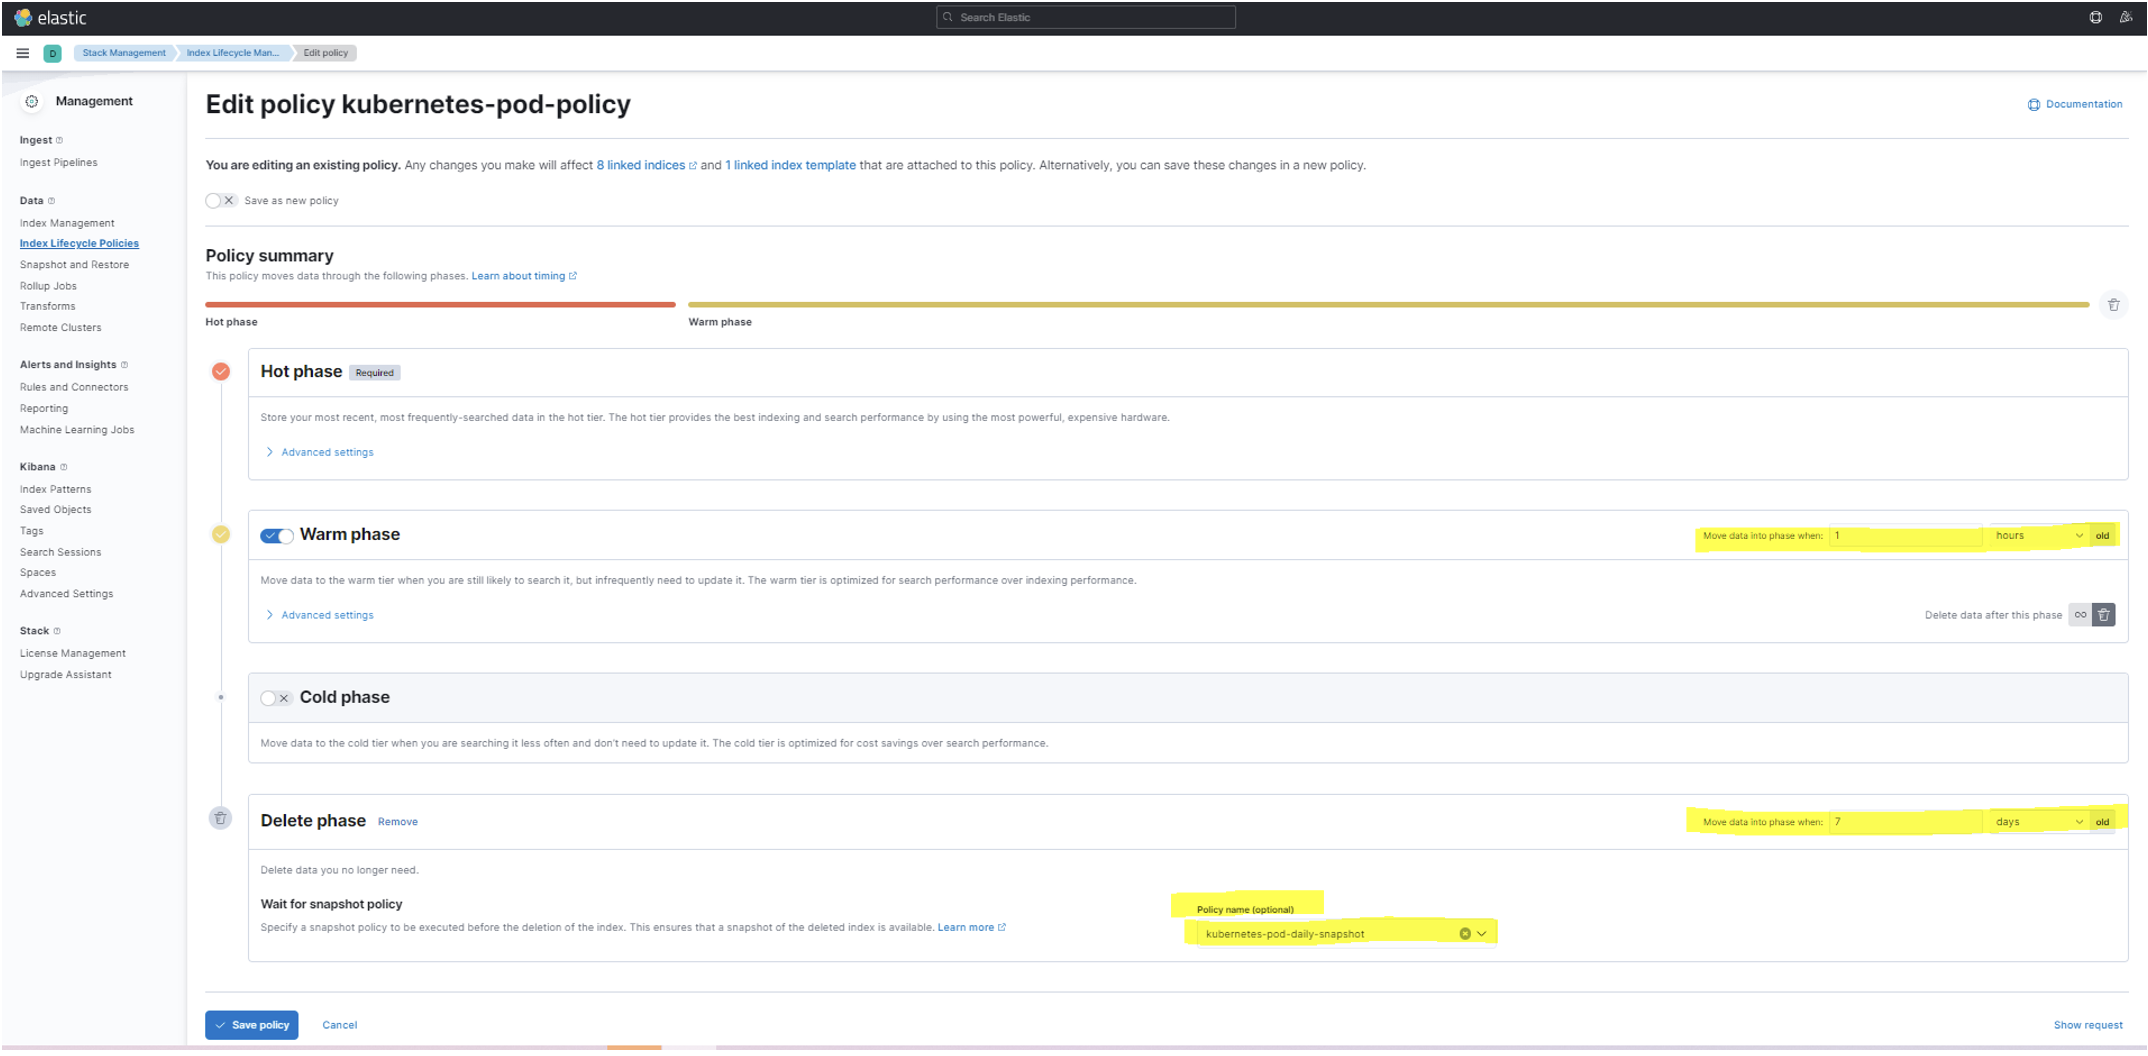 elastic
Search Elastic
D
Stack Management
Index Lifecycle Man...
Edit policy
Management
Ingest
Ingest Pipelines
Data
Index Management
Index Lifecycle Policies
Snapshot and Restore
Rollup Jobs
Transforms
Remote Clusters
Alerts and Insights
Rules and Connectors
Reporting
Machine Learning Jobs
Kibana
Index Patterns
Saved Objects
Tags
Search Sessions
Spaces
Advanced Settings
Stack
License Management
Upgrade Assistant
Edit policy kubernetes-pod-policy
Documentation
You are editing an existing policy. Any changes you make will affect 8 linked indices and 1 linked index template that are attached to this policy. Alternatively, you can save these changes in a new policy.
Save as new policy
Policy summary
This policy moves data through the following phases. Learn about timing
Hot phase
Warm phase
Hot phase Required
Store your most recent, most frequently-searched data in the hot tier. The hot tier provides the best indexing and search performance by using the most powerful, expensive hardware.
Advanced settings
Warm phase
Move data into phase when: 1 hours old
Move data to the warm tier when you are still likely to search it, but infrequently need to update it. The warm tier is optimized for search performance over indexing performance.
Advanced settings
Delete data after this phase
Cold phase
Move data to the cold tier when you are searching it less often and don't need to update it. The cold tier is optimized for cost savings over search performance.
Delete phase Remove
Move data into phase when: 7 days old
Delete data you no longer need.
Wait for snapshot policy
Specify a snapshot policy to be executed before the deletion of the index. This ensures that a snapshot of the deleted index is available. Learn more
Policy name (optional)
kubernetes-pod-daily-snapshot
Save policy
Cancel
Show request